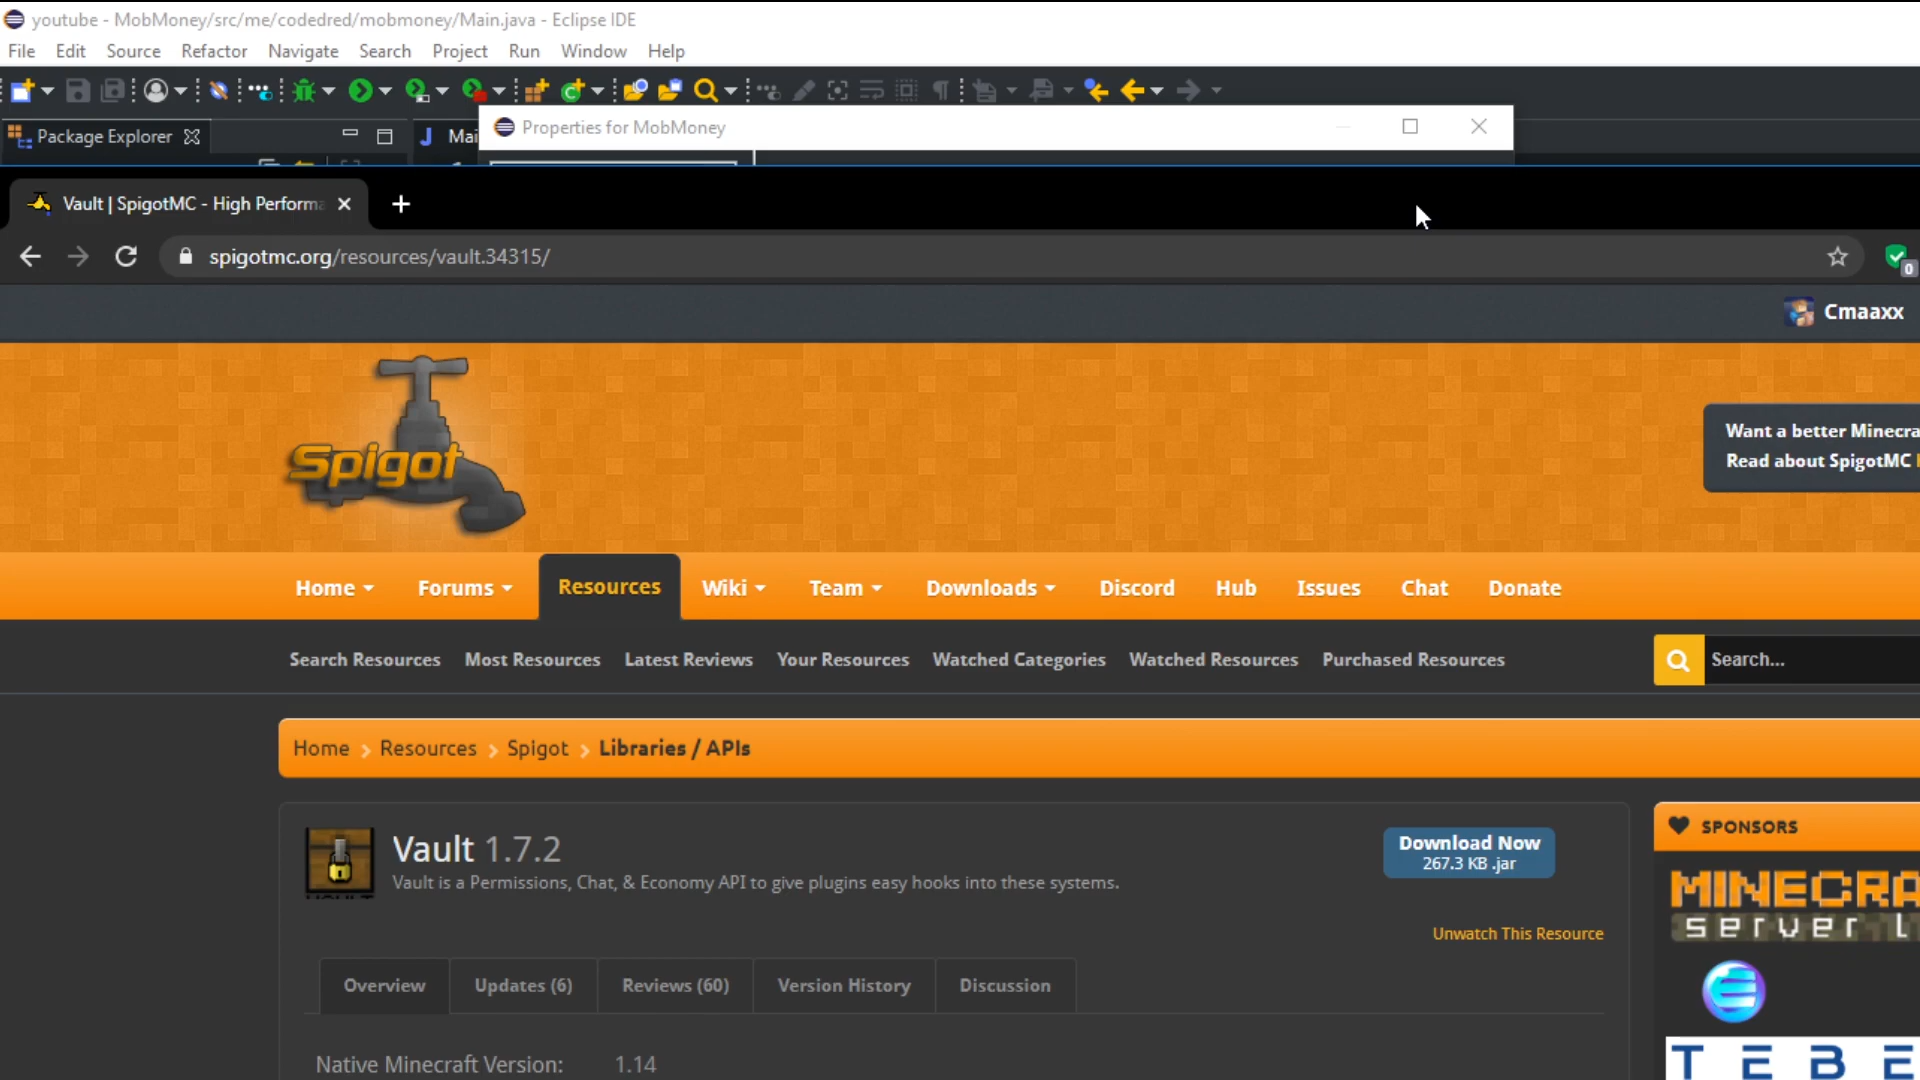 youtube - MobMoney/src/me/codedred/mobmoney/Main.java - Eclipse IDE
File Edit Source Refactor Navigate Search Project Run Window Help
Package Explorer
Mai
Properties for MobMoney
Vault | SpigotMC - High Performa
spigotmc.org/resources/vault.34315/
0
Cmaaxx
Spigot
Want a better Minecra
Read about SpigotMC
Home Forums Resources Wiki Team Downloads Discord Hub Issues Chat Donate
Search Resources Most Resources Latest Reviews Your Resources Watched Categories Watched Resources Purchased Resources
Search...
Home Resources Spigot Libraries / APIs
Vault 1.7.2
Vault is a Permissions, Chat, & Economy API to give plugins easy hooks into these systems.
Download Now
267.3 KB .jar
Unwatch This Resource
SPONSORS
MINECRA
server l
Overview Updates (6) Reviews (60) Version History Discussion
Native Minecraft Version: 1.14
TEBE